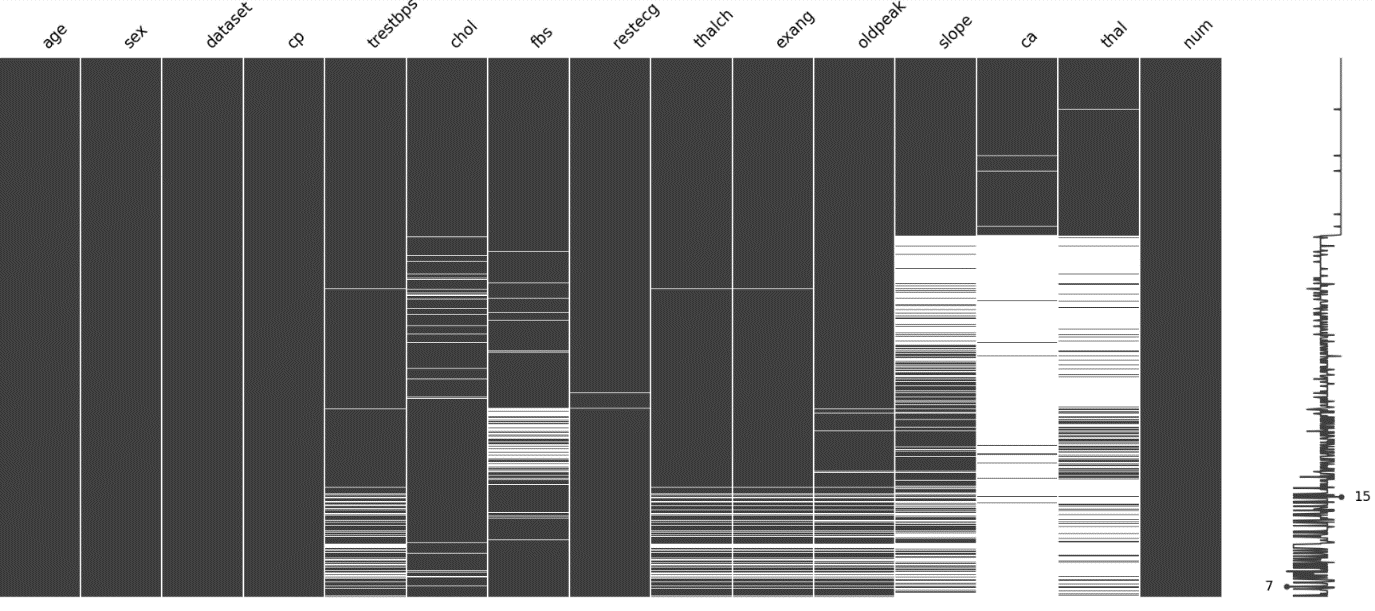 age sex dataset cp trestbps chol fbs restecg thalch exang oldpeak slope ca thal num
15
7